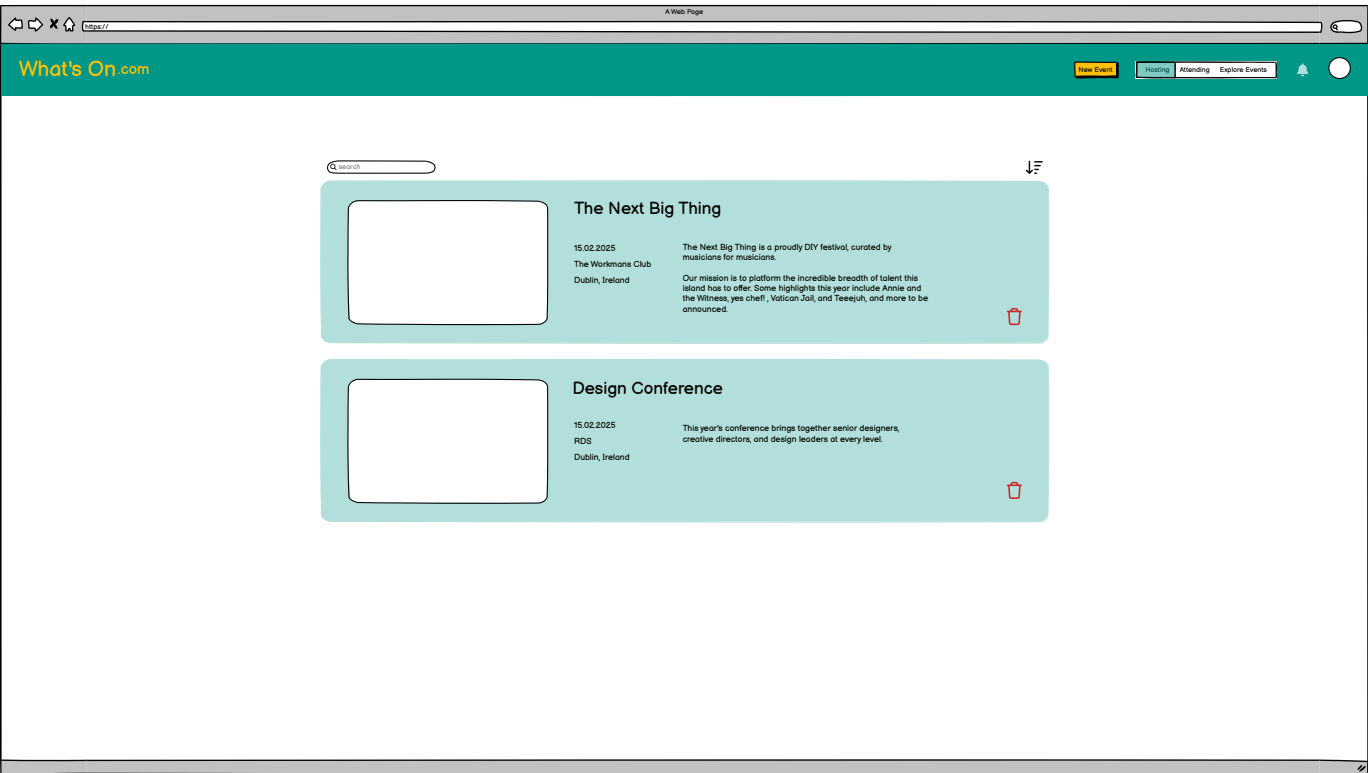 A Web Page
https://
What's On.com
New Event
Hosting
Attending
Explore Events
search
The Next Big Thing
15.02.2025
The Workmans Club
Dublin, Ireland
The Next Big Thing is a proudly DIY festival, curated by
musicians for musicians.
Our mission is to platform the incredible breadth of talent this
island has to offer. Some highlights this year include Annie and
the Witness, yes chef! , Vatican Jail, and Teeejuh, and more to be
announced.
Design Conference
15.02.2025
RDS
Dublin, Ireland
This year's conference brings together senior designers,
creative directors, and design leaders at every level.